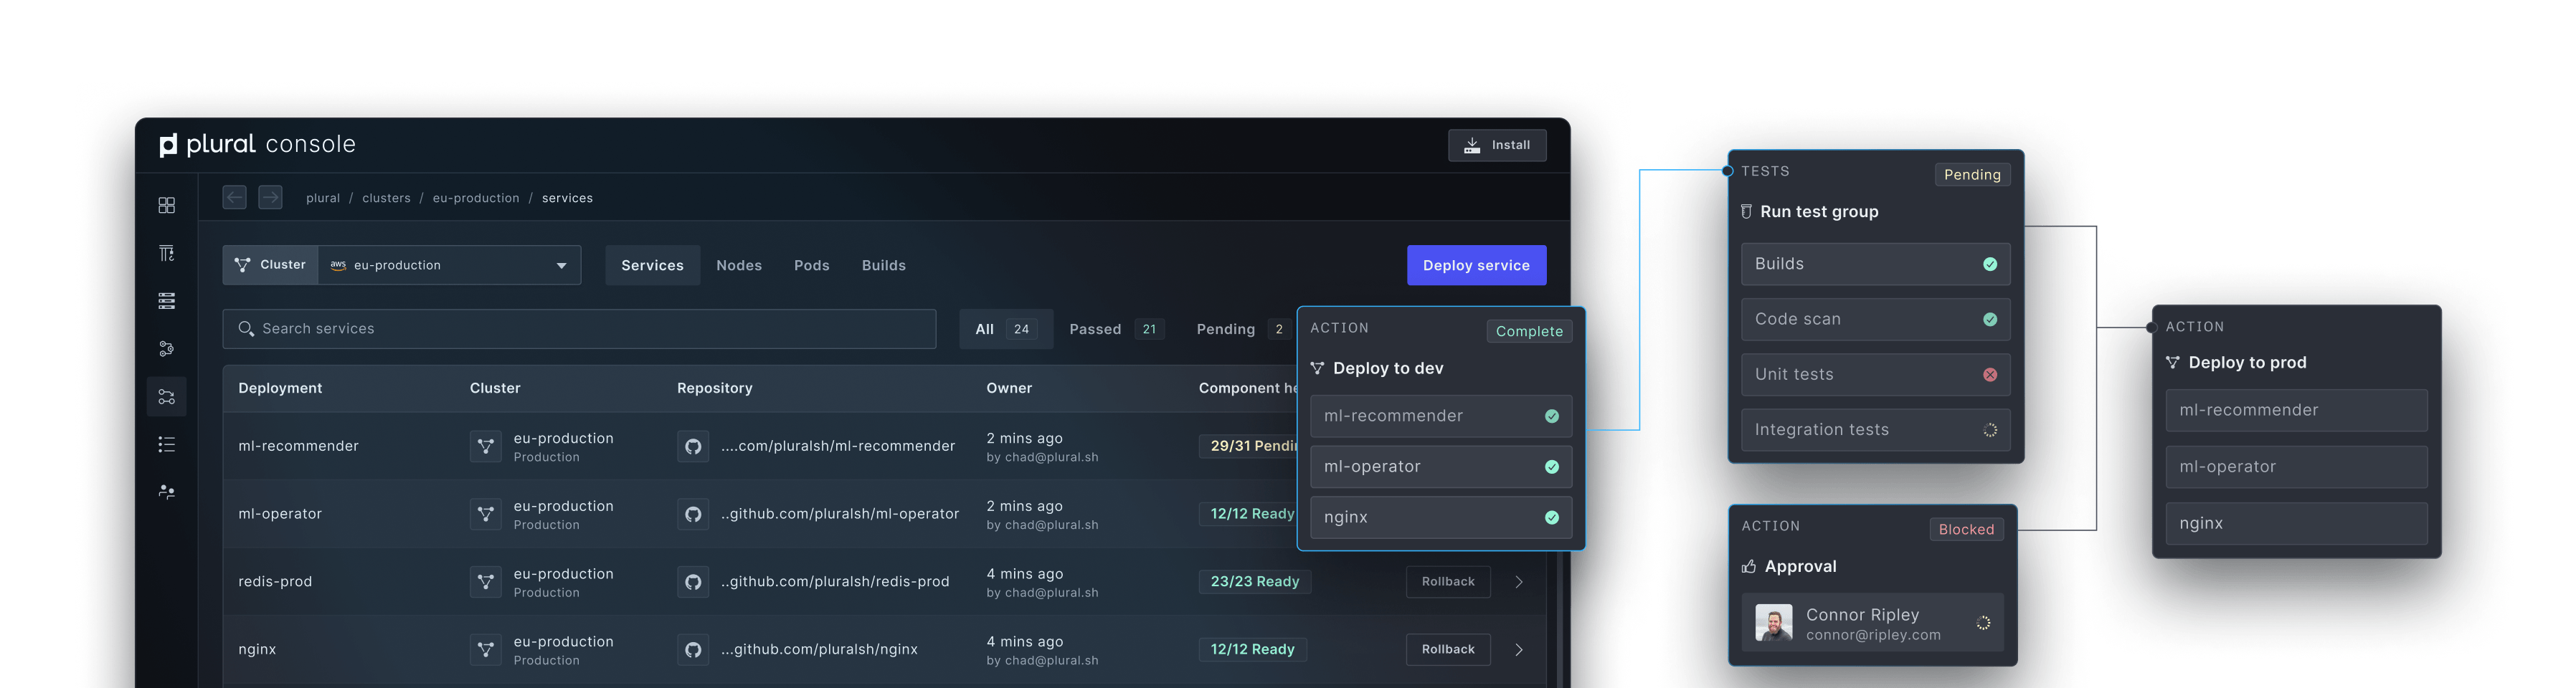 plural console
Install
plural / clusters / eu-production / services
Cluster aws eu-production
Services Nodes Pods Builds
Deploy service
Search services
All 24 Passed 21 Pending 2
Deployment Cluster Repository Owner Component he
ml-recommender eu-production ....com/pluralsh/ml-recommender 2 mins ago 29/31 Pendin
Production by chad@plural.sh
ml-operator eu-production ..github.com/pluralsh/ml-operator 2 mins ago 12/12 Ready
Production by chad@plural.sh
redis-prod eu-production ..github.com/pluralsh/redis-prod 4 mins ago 23/23 Ready Rollback
Production by chad@plural.sh
nginx eu-production ...github.com/pluralsh/nginx 4 mins ago 12/12 Ready Rollback
Production by chad@plural.sh
ACTION Complete
Deploy to dev
ml-recommender
ml-operator
nginx
TESTS Pending
Run test group
Builds
Code scan
Unit tests
Integration tests
ACTION Blocked
Approval
Connor Ripley
connor@ripley.com
ACTION
Deploy to prod
ml-recommender
ml-operator
nginx